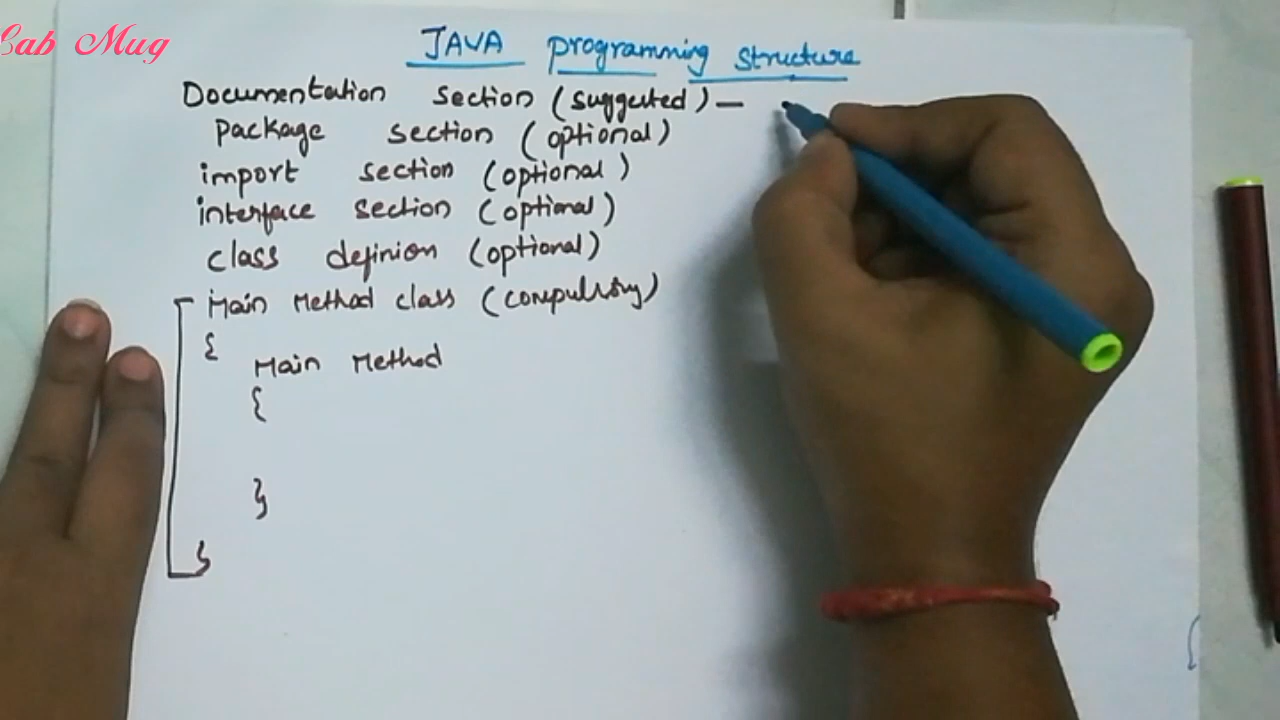 Cab Mug
JAVA programming structure
Documentation section (suggested) -
package section (optional)
import section (optional)
interface section (optional)
class definion (optional)
Main Method class (compulsory)
{
Main Method
{
}
}